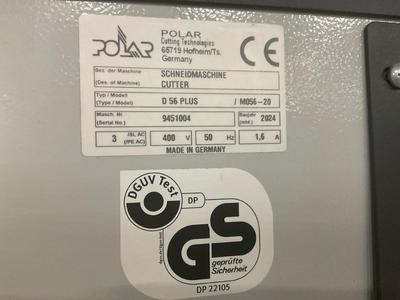 POLAR
POLAR
Cutting Technologies
65719 Hofheim/Ts.
Germany
CE
Bez. der Maschine
(Des. of Machine)
SCHNEIDMASCHINE
CUTTER
Typ / Modell
(Type / Model)
D 56 PLUS / M056-20
Masch. Nr.
(Serial No.)
9451004
Baujahr
(mfd.)
2024
3 /SL AC
(/PE AC) 400 V 50 Hz 1,6 A
MADE IN GERMANY
DGUV Test
DP
GS
geprüfte
Sicherheit
DP 22105